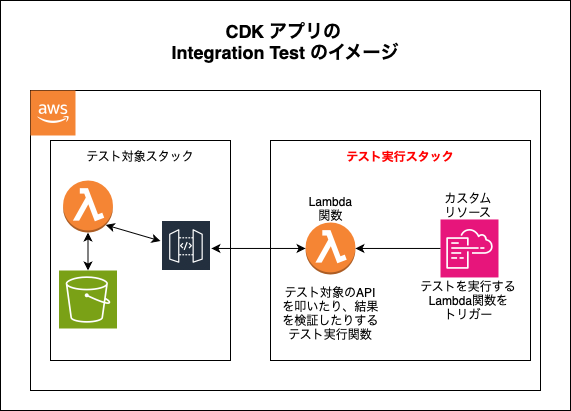 CDK アプリの
Integration Test のイメージ
aws
テスト対象スタック
テスト実行スタック
Lambda
関数
カスタム
リソース
</>
テスト対象のAPI
を叩いたり、結果
を検証したりする
テスト実行関数
テストを実行する
Lambda関数を
トリガー